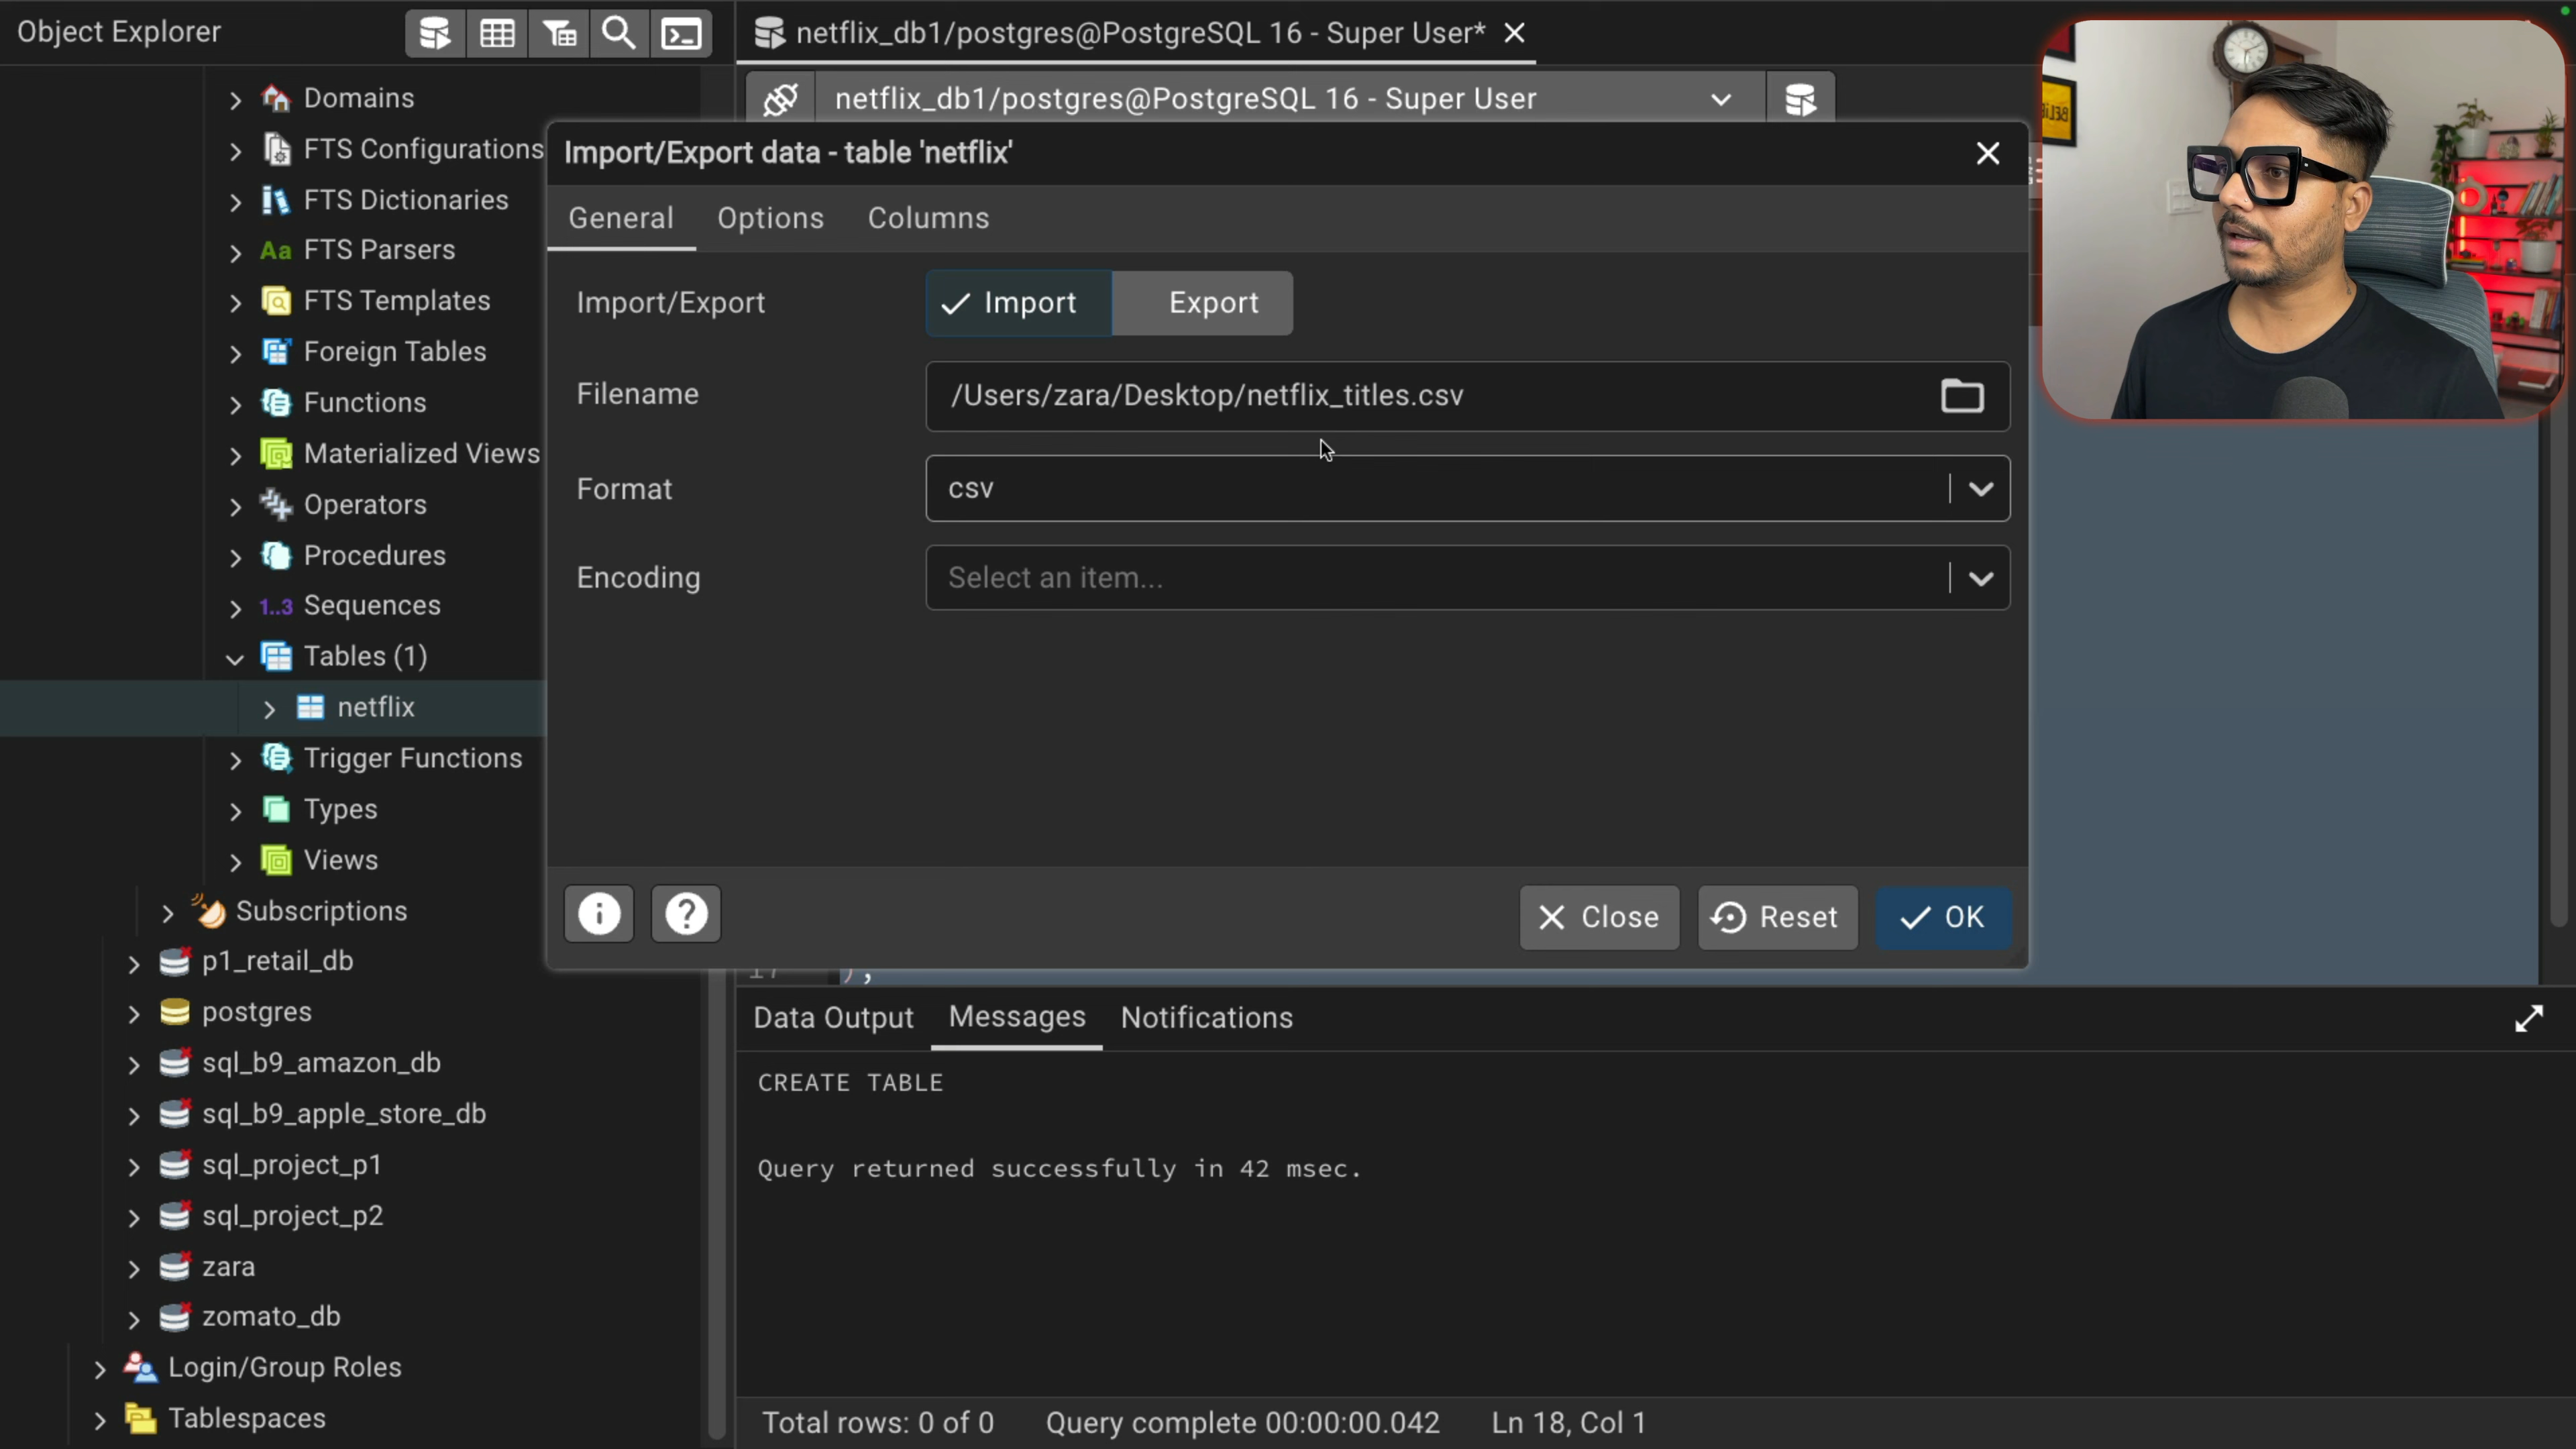 Object Explorer
netflix_db1/postgres@PostgreSQL 16 - Super User*
netflix_db1/postgres@PostgreSQL 16 - Super User
Domains
FTS Configurations
FTS Dictionaries
Aa FTS Parsers
FTS Templates
Foreign Tables
Functions
Materialized Views
Operators
Procedures
1..3 Sequences
Tables (1)
netflix
Trigger Functions
Types
Views
Subscriptions
p1_retail_db
postgres
sql_b9_amazon_db
sql_b9_apple_store_db
sql_project_p1
sql_project_p2
zara
zomato_db
Login/Group Roles
Tablespaces
Import/Export data - table 'netflix'
General Options Columns
Import/Export Import Export
Filename /Users/zara/Desktop/netflix_titles.csv
Format csv
Encoding Select an item...
Close Reset OK
17 );
Data Output Messages Notifications
CREATE TABLE
Query returned successfully in 42 msec.
Total rows: 0 of 0 Query complete 00:00:00.042 Ln 18, Col 1